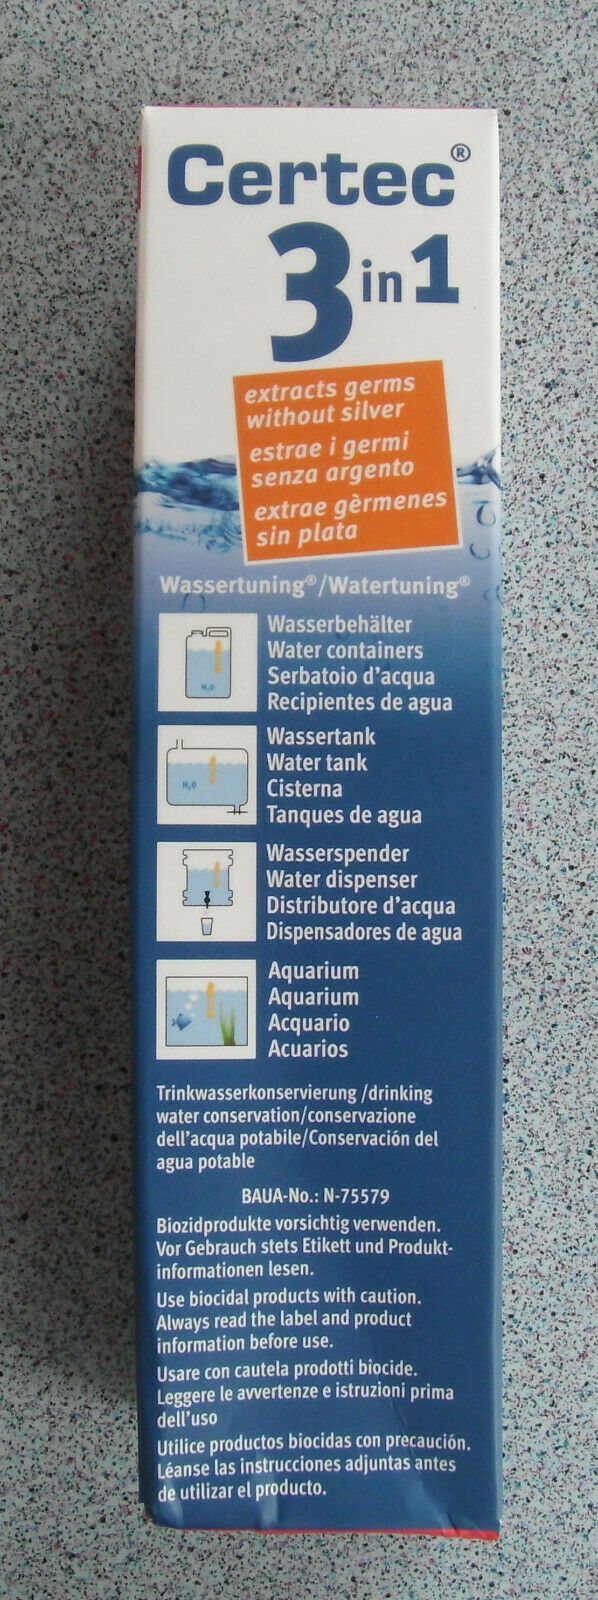 Certec®
3 in 1
extracts germs
without silver
estrae i germi
senza argento
extrae gèrmenes
sin plata
Wassertuning®/Watertuning®
Wasserbehälter
Water containers
Serbatoio d'acqua
Recipientes de agua
H₂O
Wassertank
Water tank
Cisterna
Tanques de agua
H₂O
Wasserspender
Water dispenser
Distributore d'acqua
Dispensadores de agua
Aquarium
Aquarium
Acquario
Acuarios
Trinkwasserkonservierung /drinking
water conservation/conservazione
dell'acqua potabile/Conservación del
agua potable
BAUA-No.: N-75579
Biozidprodukte vorsichtig verwenden.
Vor Gebrauch stets Etikett und Produkt-
informationen lesen.
Use biocidal products with caution.
Always read the label and product
information before use.
Usare con cautela prodotti biocide.
Leggere le avvertenze e istruzioni prima
dell'uso
Utilice productos biocidas con precaución.
Léanse las instrucciones adjuntas antes
de utilizar el producto.